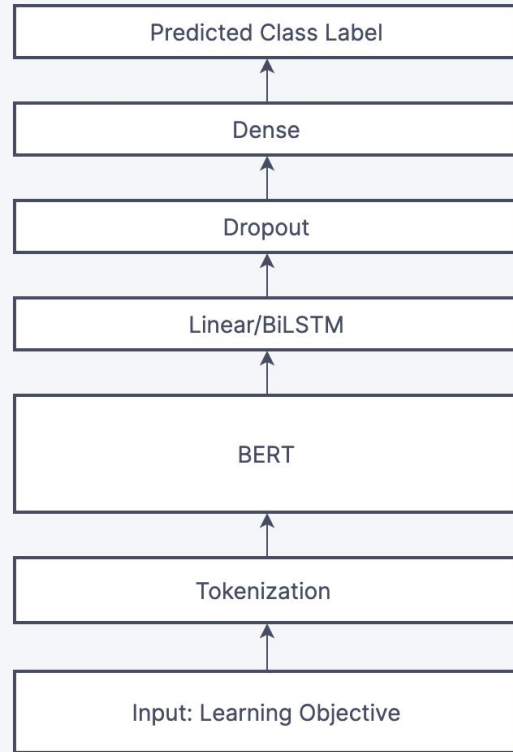 Predicted Class Label
Dense
Dropout
Linear/BiLSTM
BERT
Tokenization
Input: Learning Objective